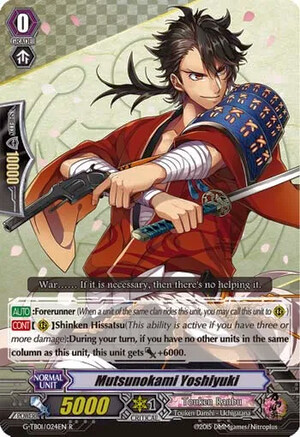 0
GRADE
SHIELD
10000
War...... If it is necessary, then there's no helping it.
AUTO :Forerunner (When a unit of the same clan rides this unit, you may call this unit to
CONT [ ]Shinken Hissatsu(This ability is active if you have three or
more damage):During your turn, if you have no other units in the same
column as this unit, this unit gets +6000.
NORMAL
UNIT
Mutsunokami Yoshiyuki
POWER
5000
1
CRITICAL
Touken Ranbu
Touken Danshi - Uchigatana
G-TB01/024EN R
©2015 DMM games/Nitroplus